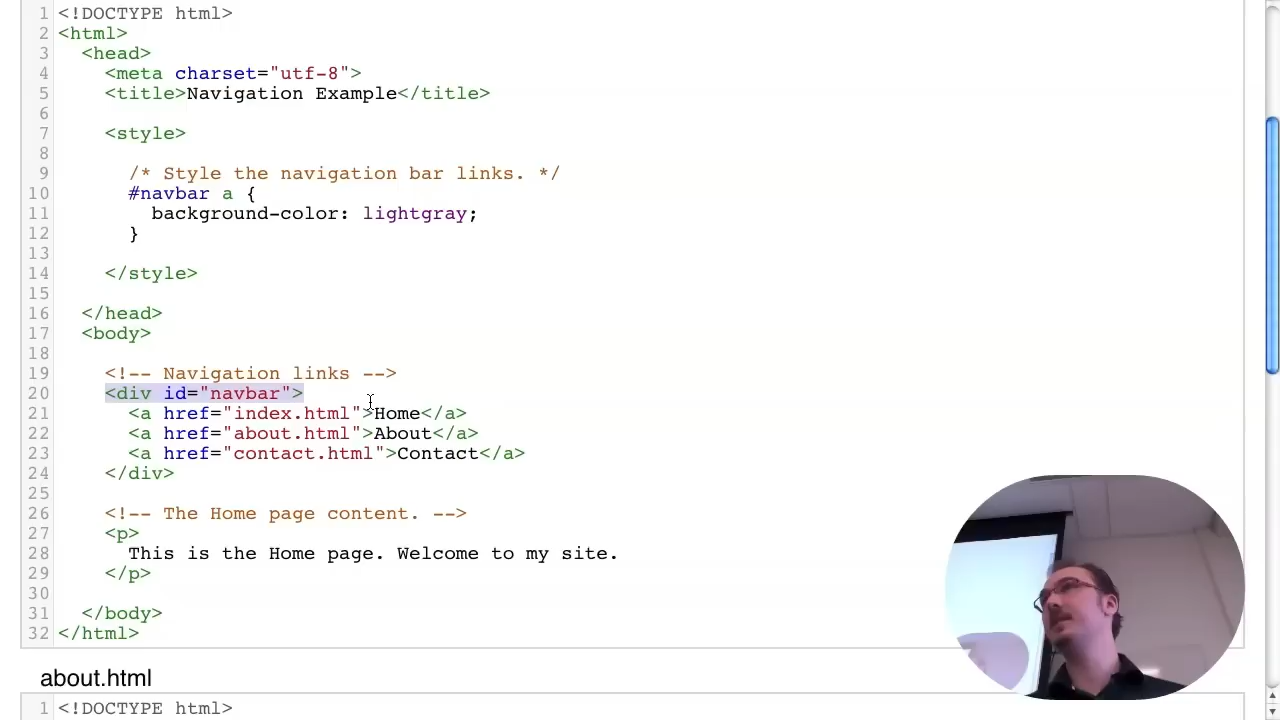 1 <!DOCTYPE html>
2 <html>
3   <head>
4     <meta charset="utf-8">
5     <title>Navigation Example</title>
6
7     <style>
8
9       /* Style the navigation bar links. */
10       #navbar a {
11         background-color: lightgray;
12       }
13
14     </style>
15
16   </head>
17   <body>
18
19     <!-- Navigation links -->
20     <div id="navbar">
21       <a href="index.html">Home</a>
22       <a href="about.html">About</a>
23       <a href="contact.html">Contact</a>
24     </div>
25
26     <!-- The Home page content. -->
27     <p>
28       This is the Home page. Welcome to my site.
29     </p>
30
31   </body>
32 </html>
about.html
1 <!DOCTYPE html>